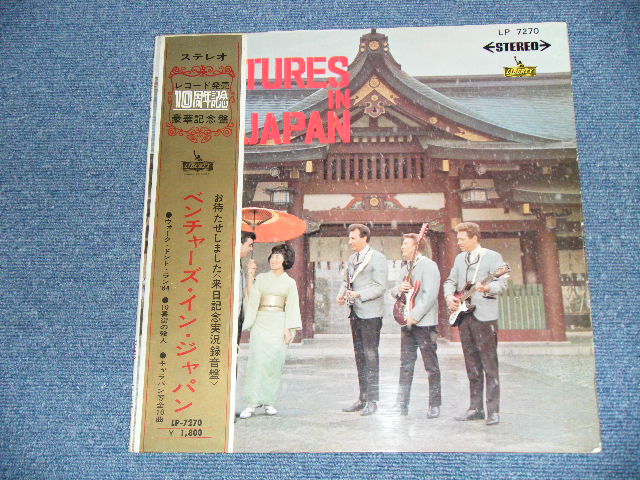 LP 7270
STEREO
LIBERTY
TURES
IN
JAPAN
ステレオ
レコード発売
10周年記念
豪華記念盤
LIBERTY
お待たせしました〈来日記念実況録音盤〉
ベンチャーズ・イン・ジャパン
●ウォーク・ドント・ラン'64 ●10番街の殺人 ●キャラバン等全10曲
LP-7270
¥1,800